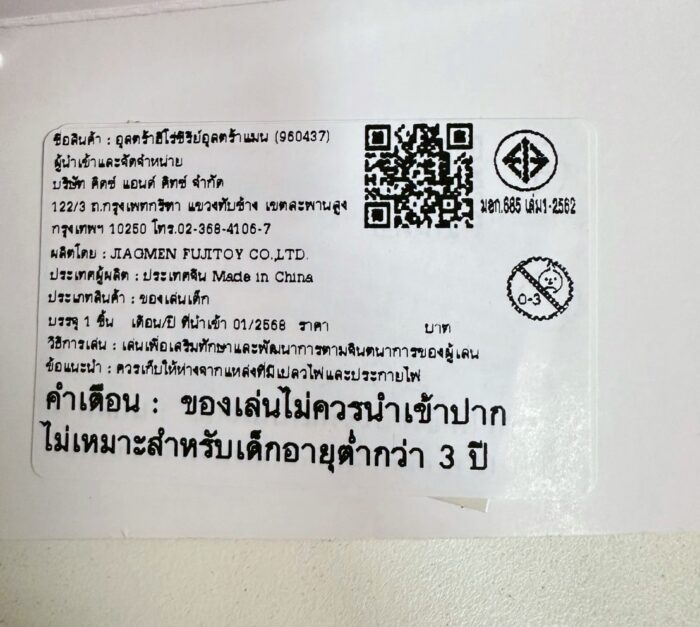 ชื่อสินค้า : อุลตร้าฮีโร่ซีรีย์อุลตร้าแมน (960437)
ผู้นำเข้าและจัดจำหน่าย
บริษัท คิดซ์ แอนด์ คิทซ์ จำกัด
122/3 ถ.กรุงเทพกรีฑา แขวงทับช้าง เขตสะพานสูง
กรุงเทพฯ 10250 โทร.02-368-4106-7
ผลิตโดย : JIAGMEN FUJITOY CO.,LTD.
ประเทศผู้ผลิต : ประเทศจีน Made in China
ประเภทสินค้า : ของเล่นเด็ก
บรรจุ 1 ชิ้น เดือน/ปี ที่นำเข้า 01/2568 ราคา บาท
วิธีการเล่น : เล่นเพื่อเสริมทักษะและพัฒนาการตามจินตนาการของผู้เล่น
ข้อแนะนำ : ควรเก็บให้ห่างจากแหล่งที่มีเปลวไฟและประกายไฟ
คำเตือน : ของเล่นไม่ควรนำเข้าปาก
ไม่เหมาะสำหรับเด็กอายุต่ำกว่า 3 ปี
มอก.685 เล่ม1-2562
0-3